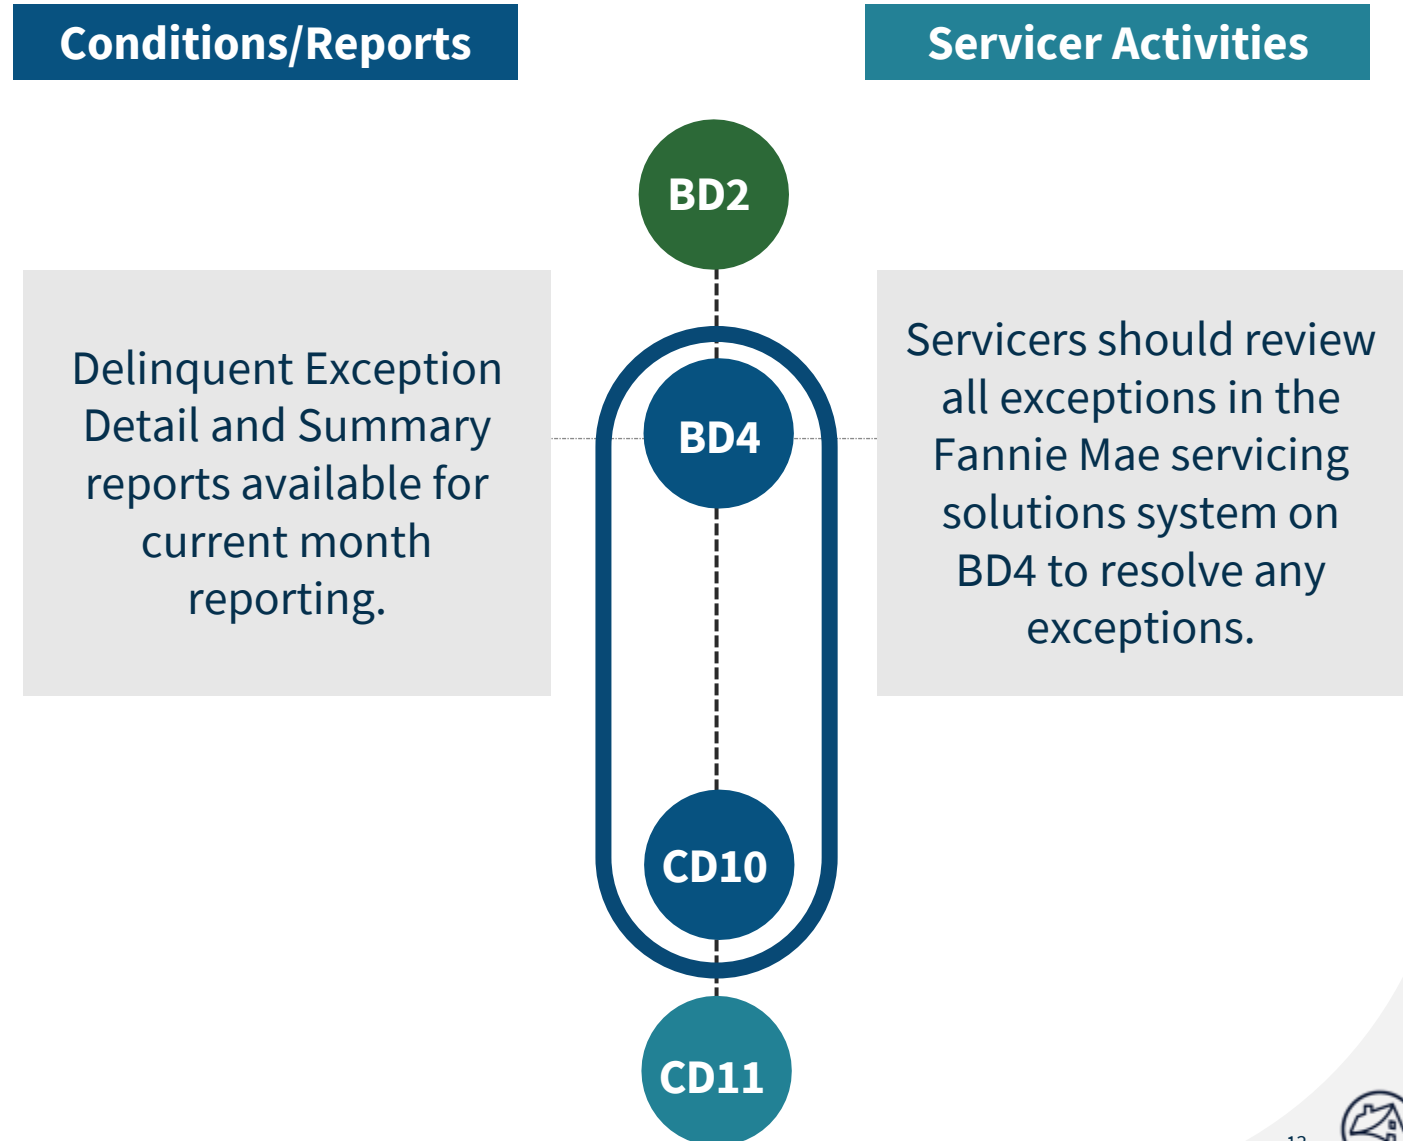 Conditions/Reports
Servicer Activities
BD2
Delinquent Exception
Detail and Summary
reports available for
current month
reporting.
BD4
Servicers should review
all exceptions in the
Fannie Mae servicing
solutions system on
BD4 to resolve any
exceptions.
CD10
CD11